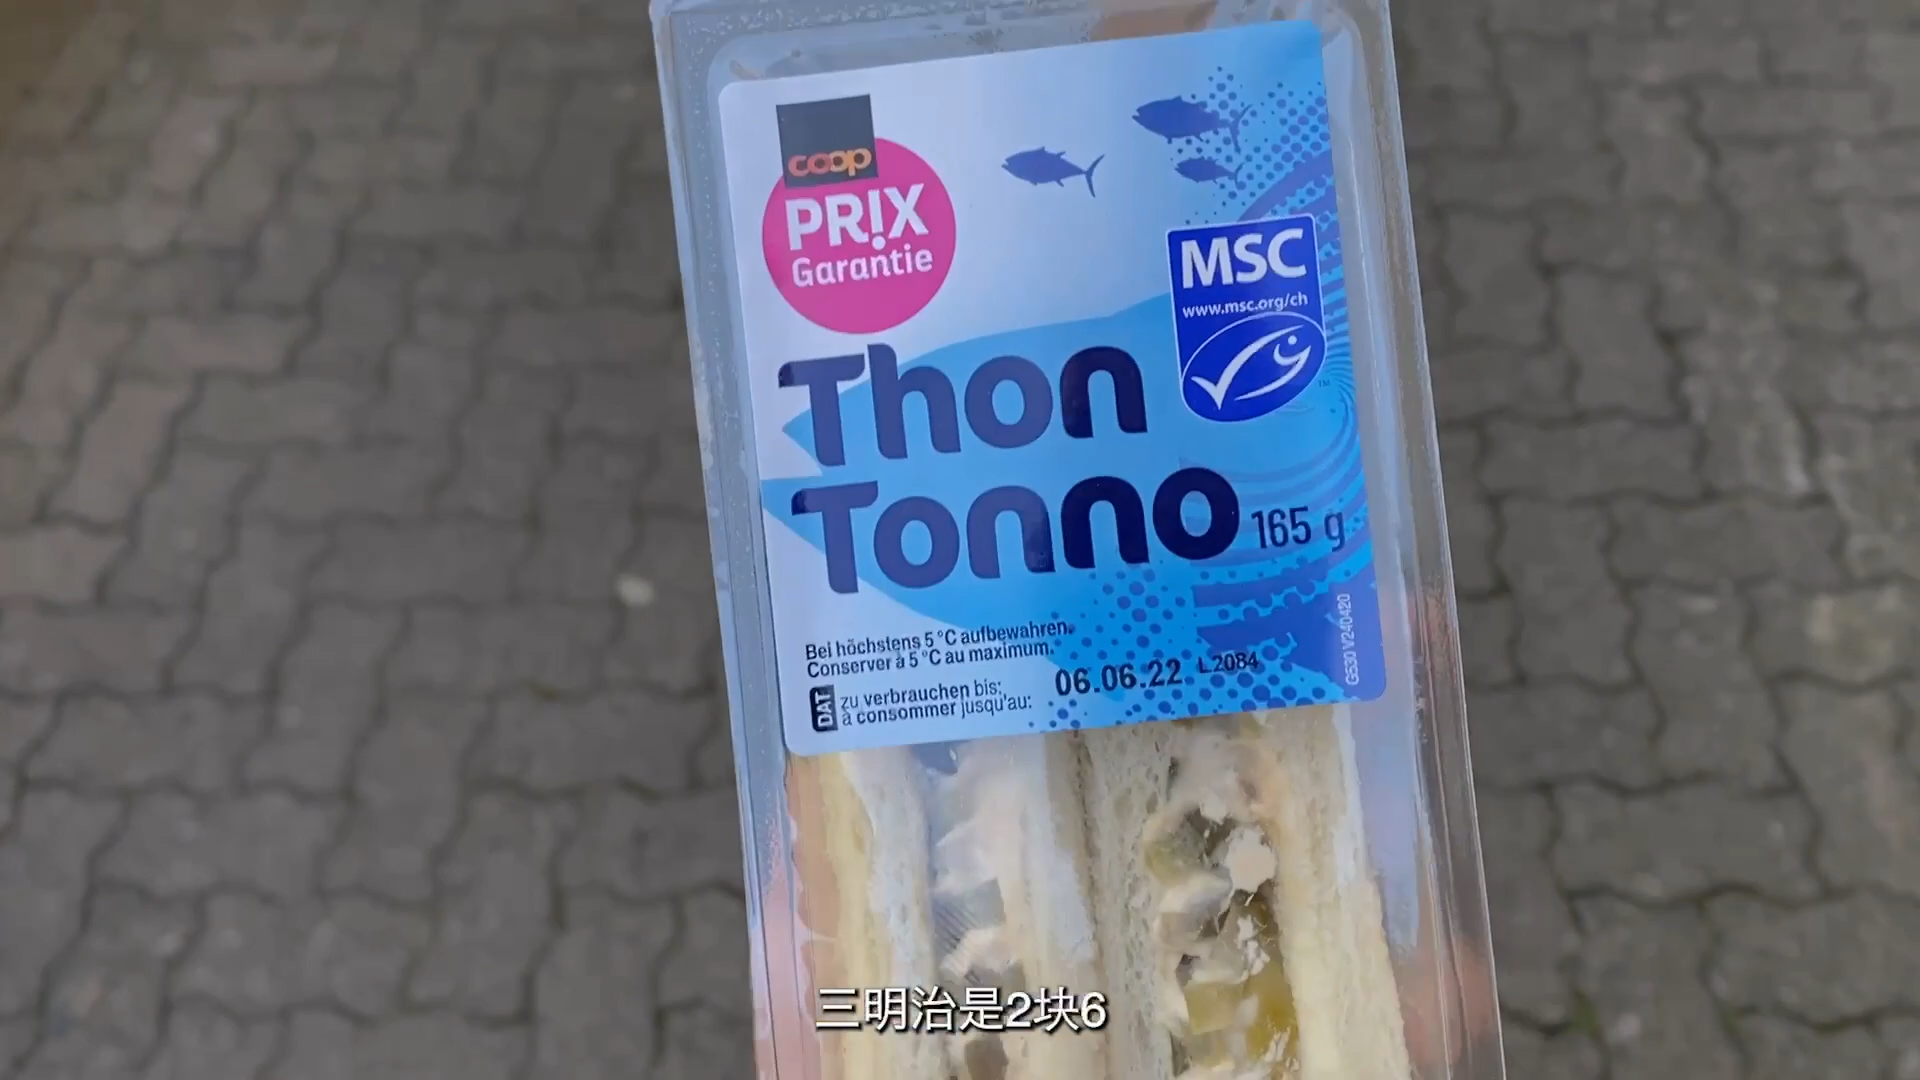 coop
PRIX
Garantie
MSC
www.msc.org/ch
TM
Thon
Tonno
165 g
Bei höchstens 5 °C aufbewahren.
Conserver à 5 °C au maximum.
DAT
zu verbrauchen bis:
à consommer jusqu'au:
06.06.22 L2084
G530 V240420
三明治是2块6